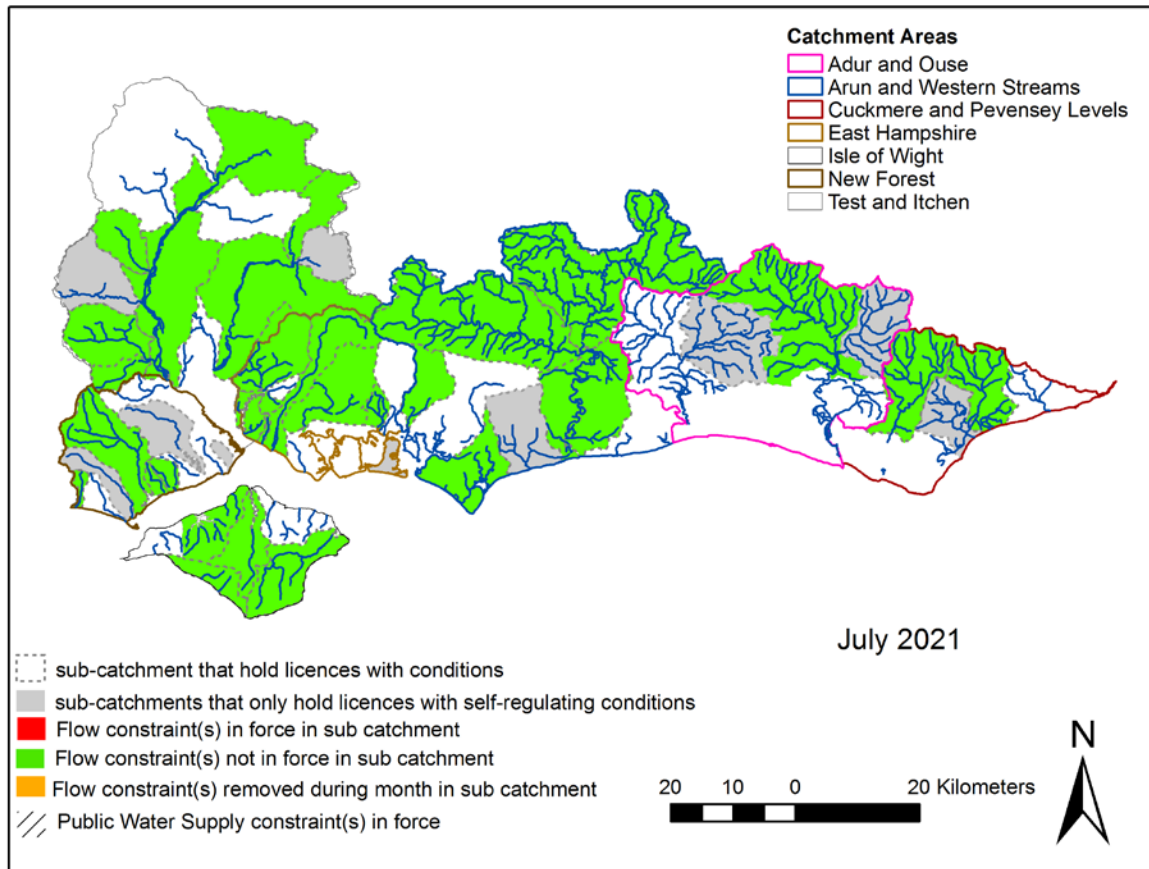 Catchment Areas
Adur and Ouse
Arun and Western Streams
Cuckmere and Pevensey Levels
East Hampshire
Isle of Wight
New Forest
Test and Itchen
July 2021
sub-catchment that hold licences with conditions
sub-catchments that only hold licences with self-regulating conditions
Flow constraint(s) in force in sub catchment
Flow constraint(s) not in force in sub catchment
Flow constraint(s) removed during month in sub catchment
Public Water Supply constraint(s) in force
N
20 10 0 20 Kilometers